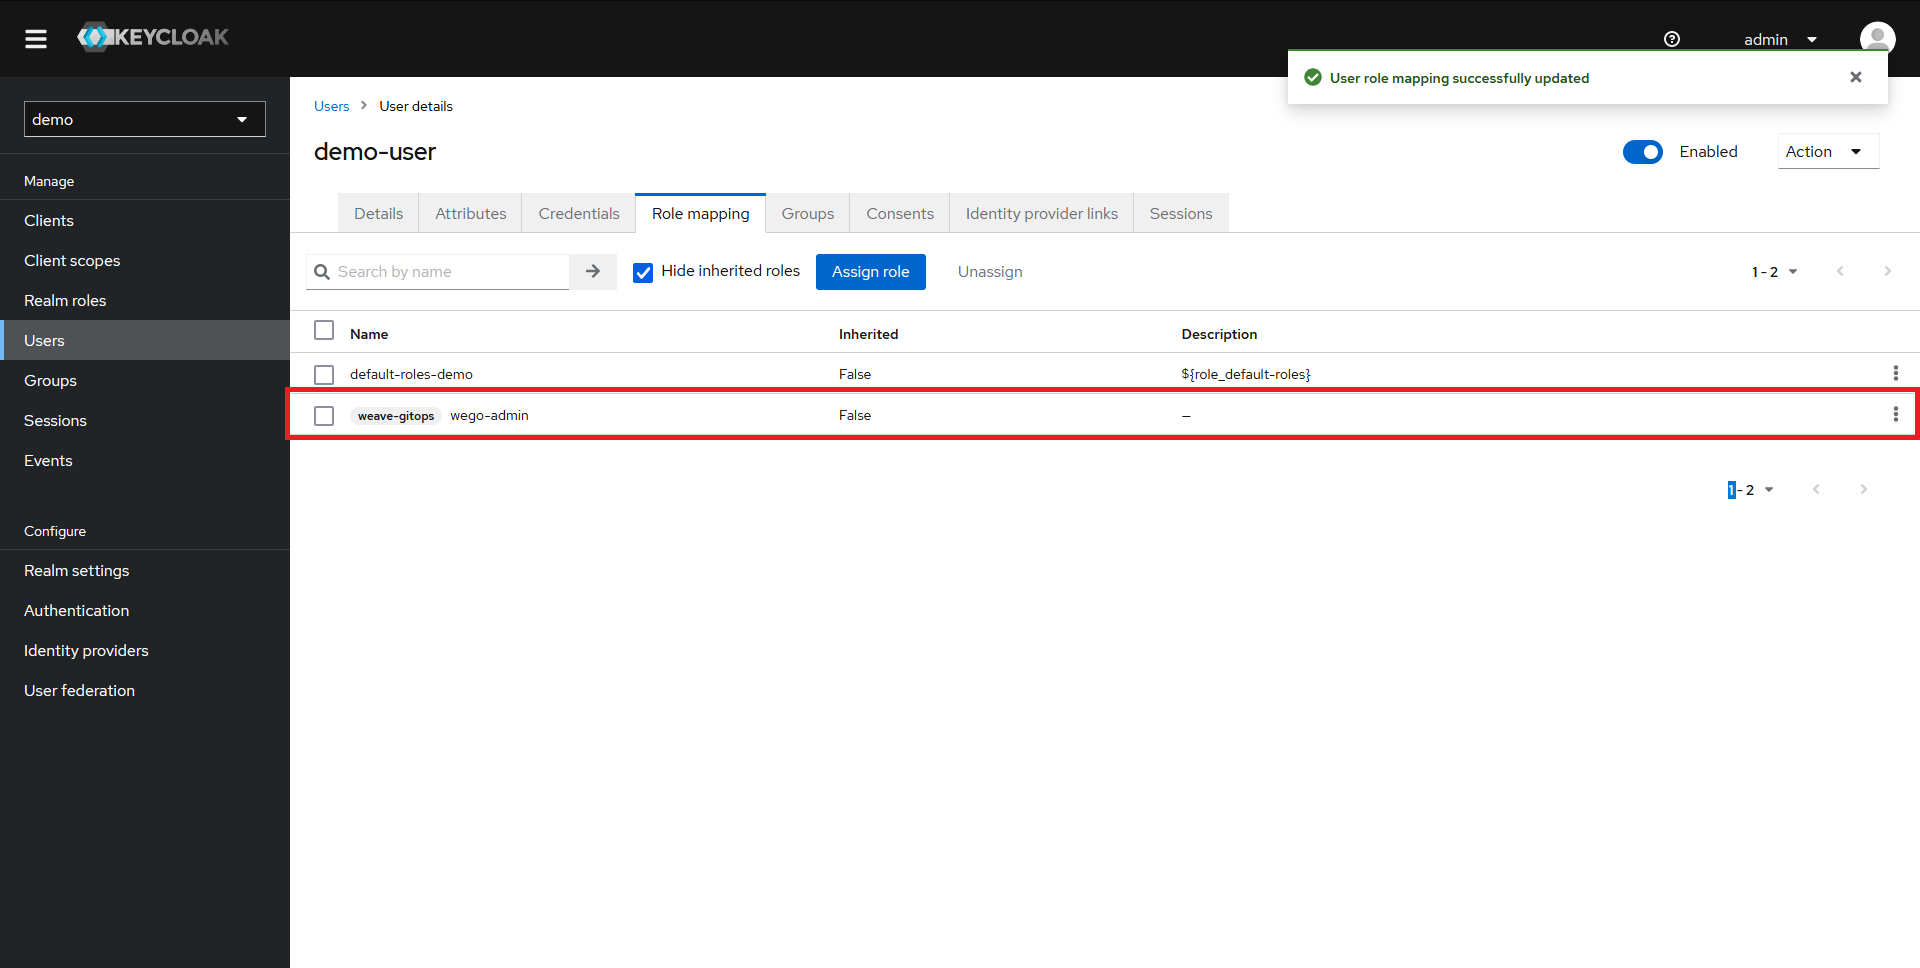 KEYCLOAK
admin
User role mapping successfully updated
demo
Manage
Clients
Client scopes
Realm roles
Users
Groups
Sessions
Events
Configure
Realm settings
Authentication
Identity providers
User federation
Users User details
demo-user
Enabled Action
Details Attributes Credentials Role mapping Groups Consents Identity provider links Sessions
Search by name Hide inherited roles Assign role Unassign 1 - 2
Name Inherited Description
default-roles-demo False ${role_default-roles}
weave-gitops wego-admin False —
1 - 2